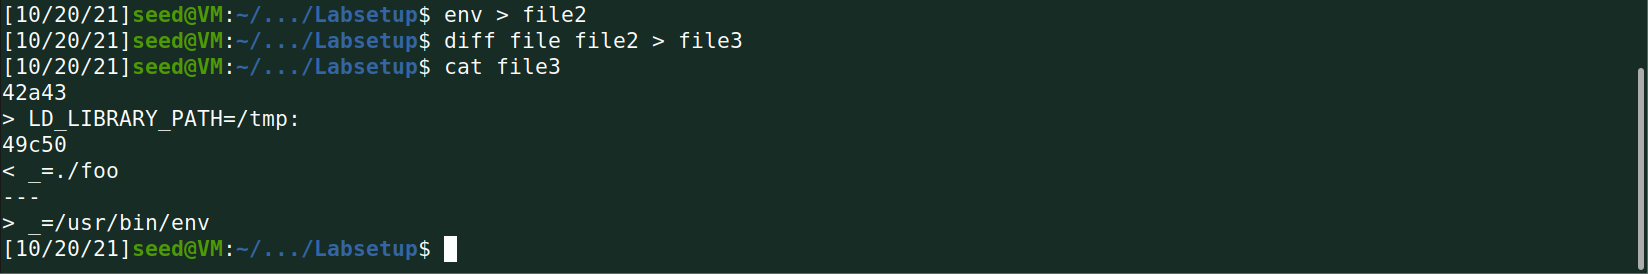 [10/20/21]seed@VM:~/.../Labsetup$ env > file2
[10/20/21]seed@VM:~/.../Labsetup$ diff file file2 > file3
[10/20/21]seed@VM:~/.../Labsetup$ cat file3
42a43
> LD_LIBRARY_PATH=/tmp:
49c50
< _=./foo
---
> _=/usr/bin/env
[10/20/21]seed@VM:~/.../Labsetup$